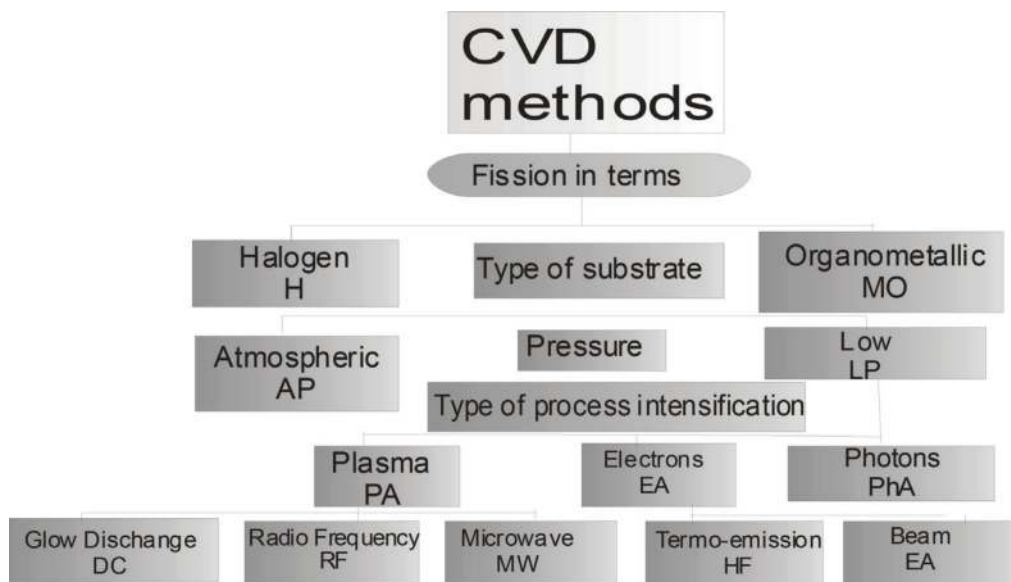 CVD
methods
Fission in terms
Halogen
H
Type of substrate
Organometallic
MO
Atmospheric
AP
Pressure
Low
LP
Type of process intensification
Plasma
PA
Electrons
EA
Photons
PhA
Glow Dischange
DC
Radio Frequency
RF
Microwave
MW
Termo-emission
HF
Beam
EA